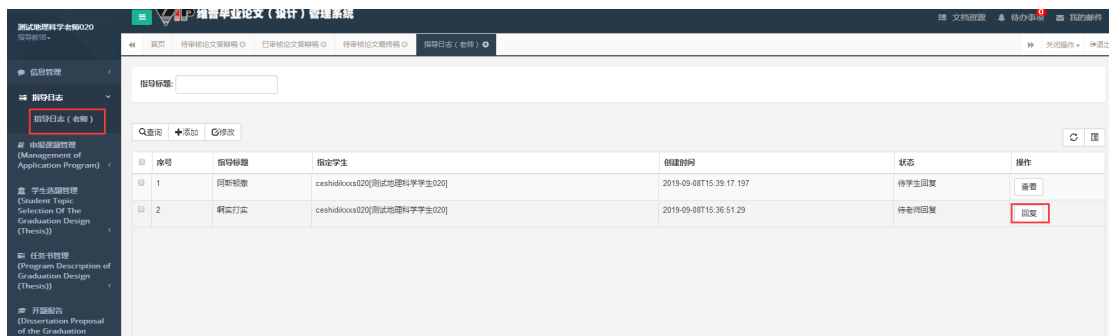 测试地理科学老师020
指导教师
VIP维普毕业论文（设计）管理系统
文档资源
待办事项
0
我的邮件
首页
待审核论文答辩稿
已审核论文答辩稿
待审核论文最终稿
指导日志（老师）
关闭操作
退出
信息管理
指导日志
指导日志（老师）
申报课题管理
(Management of
Application Program)
学生选题管理
(Student Topic
Selection Of The
Graduation Design
(Thesis))
任务书管理
(Program Description of
Graduation Design
(Thesis))
开题报告
(Dissertation Proposal
of the Graduation
指导标题:
查询 添加 修改
序号 指导标题 指定学生 创建时间 状态 操作
1 阿斯顿撒 ceshidikxxs020[测试地理科学学生020] 2019-09-08T15:39:17.197 待学生回复 查看
2 啊实打实 ceshidikxxs020[测试地理科学学生020] 2019-09-08T15:36:51.29 待老师回复 回复